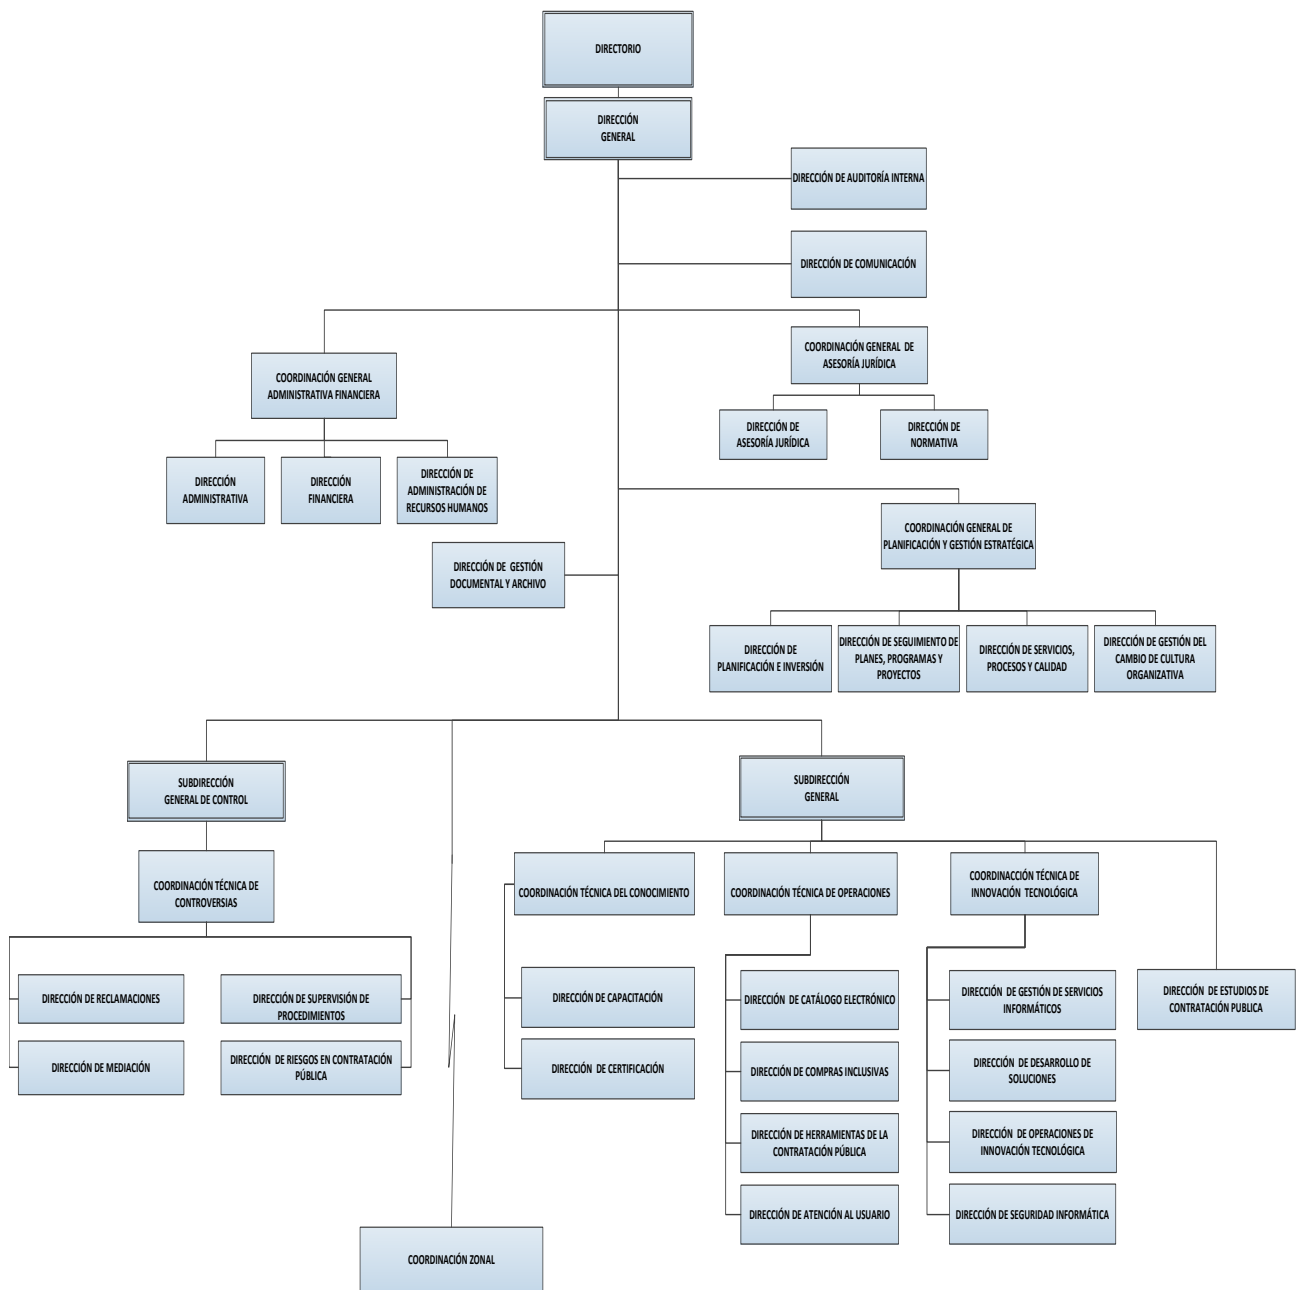 DIRECTORIO
DIRECCIÓN
GENERAL
DIRECCIÓN DE AUDITORÍA INTERNA
DIRECCIÓN DE COMUNICACIÓN
COORDINACIÓN GENERAL DE
ASESORÍA JURÍDICA
COORDINACIÓN GENERAL
ADMINISTRATIVA FINANCIERA
DIRECCIÓN DE
ASESORÍA JURÍDICA
DIRECCIÓN DE
NORMATIVA
DIRECCIÓN
ADMINISTRATIVA
DIRECCIÓN
FINANCIERA
DIRECCIÓN DE
ADMINISTRACIÓN DE
RECURSOS HUMANOS
COORDINACIÓN GENERAL DE
PLANIFICACIÓN Y GESTIÓN ESTRATÉGICA
DIRECCIÓN DE GESTIÓN
DOCUMENTAL Y ARCHIVO
DIRECCIÓN DE
PLANIFICACIÓN E INVERSIÓN
DIRECCIÓN DE SEGUIMIENTO DE
PLANES, PROGRAMAS Y
PROYECTOS
DIRECCIÓN DE SERVICIOS,
PROCESOS Y CALIDAD
DIRECCIÓN DE GESTIÓN DEL
CAMBIO DE CULTURA
ORGANIZATIVA
SUBDIRECCIÓN
GENERAL DE CONTROL
SUBDIRECCIÓN
GENERAL
COORDINACIÓN TÉCNICA DE
CONTROVERSIAS
COORDINACIÓN TÉCNICA DEL CONOCIMIENTO
COORDINACIÓN TÉCNICA DE OPERACIONES
COORDINACCIÓN TÉCNICA DE
INNOVACIÓN TECNOLÓGICA
DIRECCIÓN DE RECLAMACIONES
DIRECCIÓN DE SUPERVISIÓN DE
PROCEDIMIENTOS
DIRECCIÓN DE MEDIACIÓN
DIRECCIÓN DE RIESGOS EN CONTRATACIÓN
PÚBLICA
DIRECCIÓN DE CAPACITACIÓN
DIRECCIÓN DE CERTIFICACIÓN
DIRECCIÓN DE CATÁLOGO ELECTRÓNICO
DIRECCIÓN DE COMPRAS INCLUSIVAS
DIRECCIÓN DE HERRAMIENTAS DE LA
CONTRATACIÓN PÚBLICA
DIRECCIÓN DE ATENCIÓN AL USUARIO
DIRECCIÓN DE GESTIÓN DE SERVICIOS
INFORMÁTICOS
DIRECCIÓN DE DESARROLLO DE
SOLUCIONES
DIRECCIÓN DE OPERACIONES DE
INNOVACIÓN TECNOLÓGICA
DIRECCIÓN DE SEGURIDAD INFORMÁTICA
DIRECCIÓN DE ESTUDIOS DE
CONTRATACIÓN PUBLICA
COORDINACIÓN ZONAL